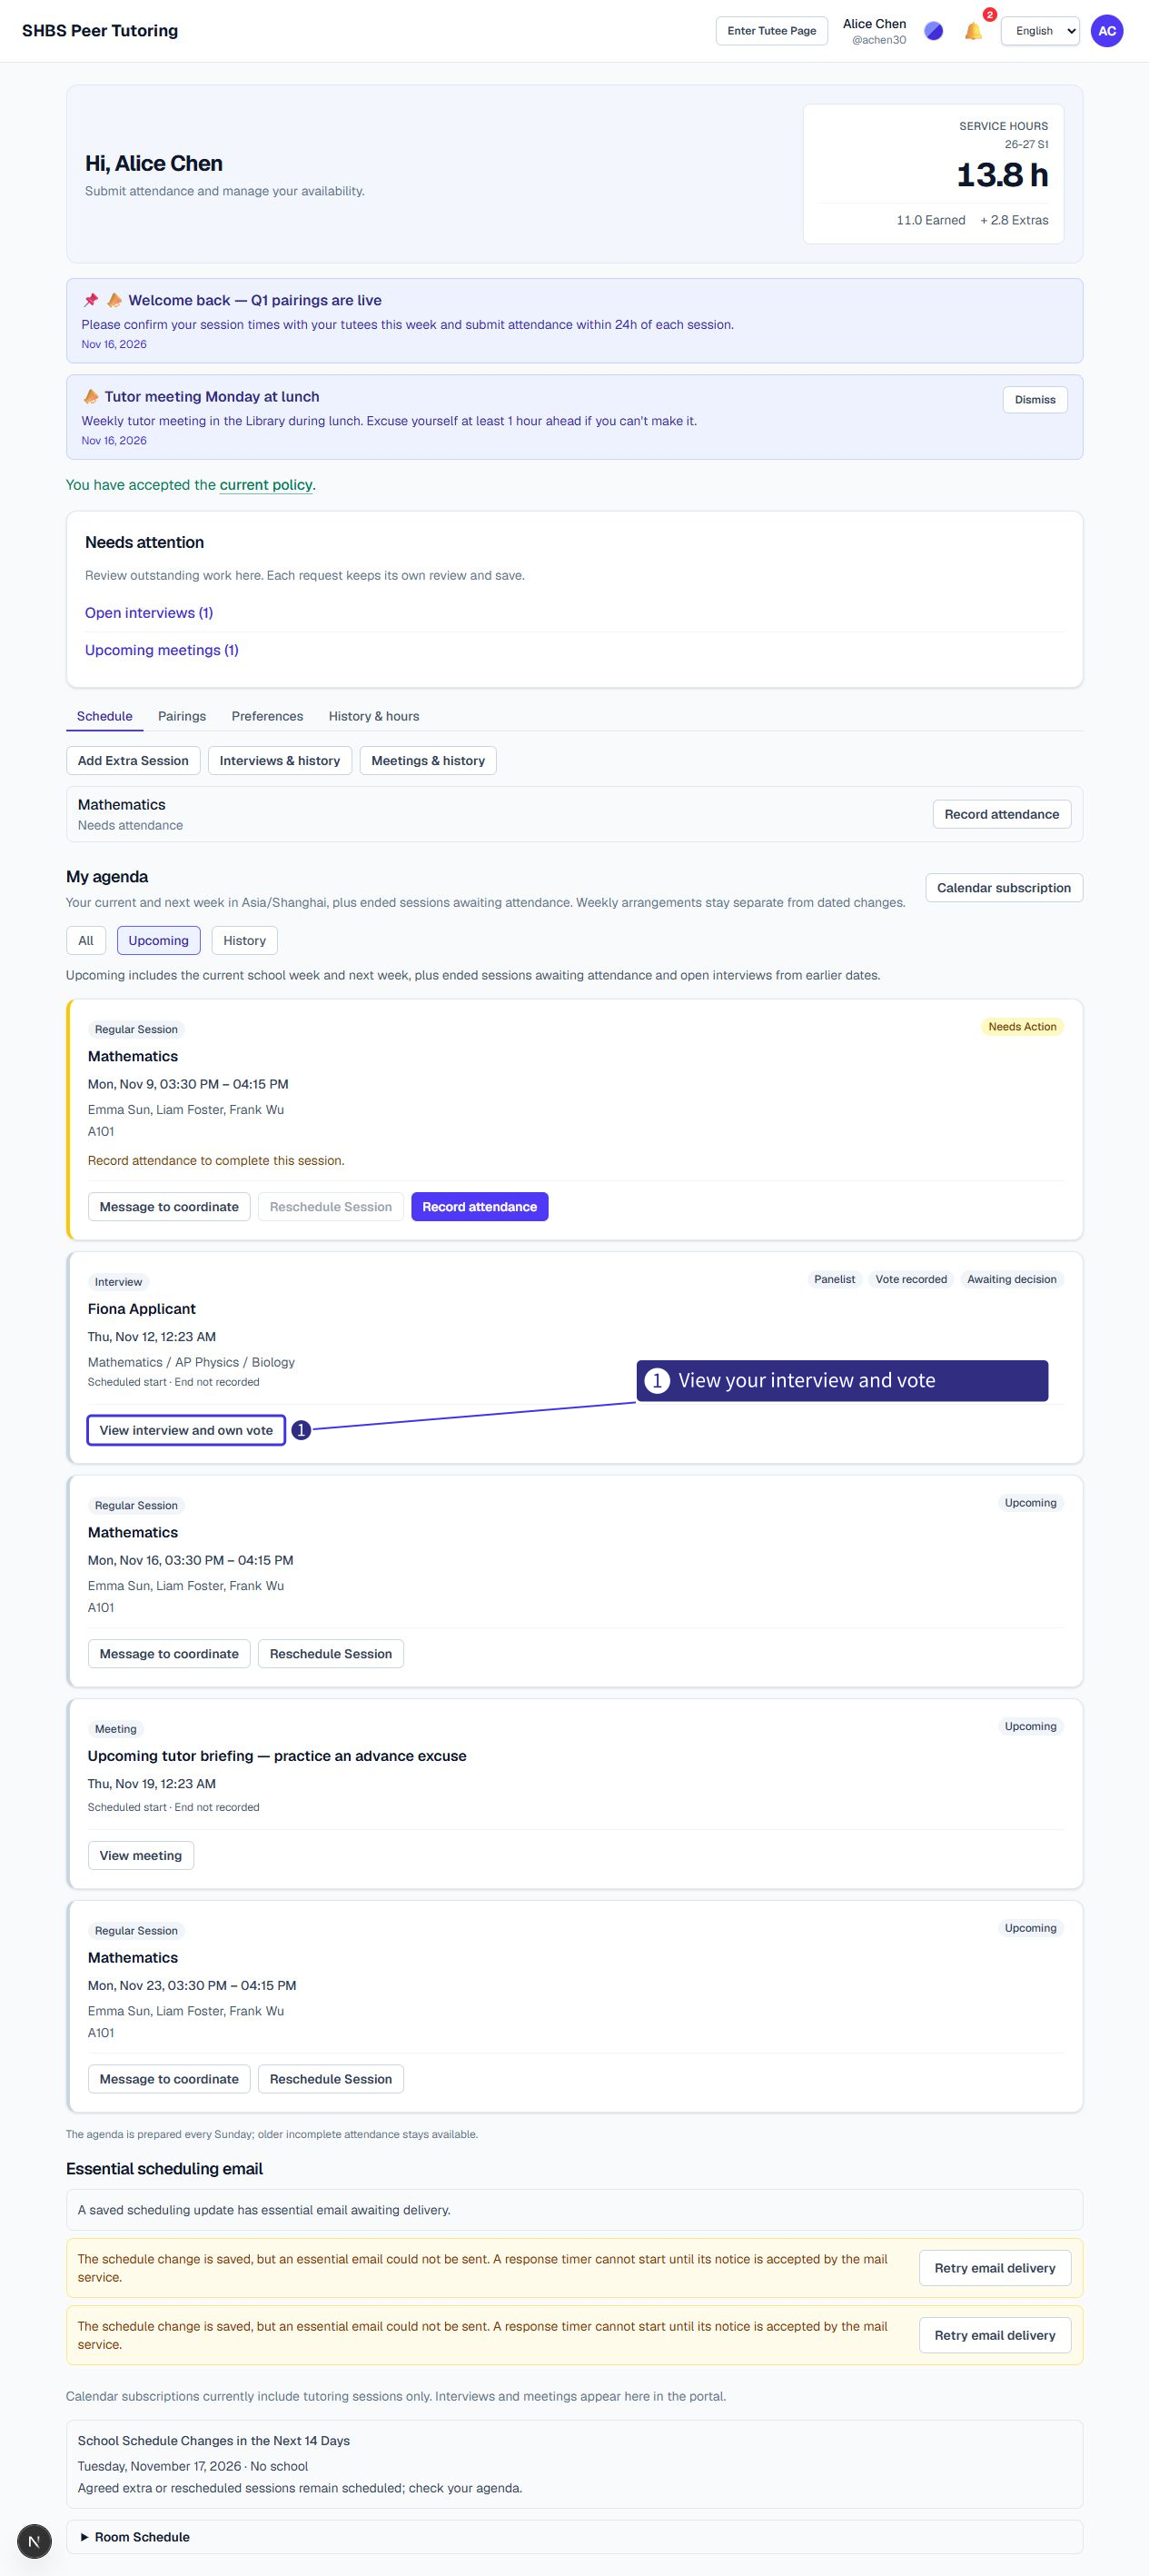 SHBS Peer Tutoring
Enter Tutee Page
Alice Chen
@achen30
2
English
AC
Hi, Alice Chen
Submit attendance and manage your availability.
SERVICE HOURS
26-27 S1
13.8 h
11.0 Earned + 2.8 Extras
Welcome back — Q1 pairings are live
Please confirm your session times with your tutees this week and submit attendance within 24h of each session.
Nov 16, 2026
Tutor meeting Monday at lunch
Dismiss
Weekly tutor meeting in the Library during lunch. Excuse yourself at least 1 hour ahead if you can't make it.
Nov 16, 2026
You have accepted the current policy.
Needs attention
Review outstanding work here. Each request keeps its own review and save.
Open interviews (1)
Upcoming meetings (1)
Schedule Pairings Preferences History & hours
Add Extra Session Interviews & history Meetings & history
Mathematics
Needs attendance
Record attendance
My agenda
Your current and next week in Asia/Shanghai, plus ended sessions awaiting attendance. Weekly arrangements stay separate from dated changes.
Calendar subscription
All Upcoming History
Upcoming includes the current school week and next week, plus ended sessions awaiting attendance and open interviews from earlier dates.
Regular Session
Needs Action
Mathematics
Mon, Nov 9, 03:30 PM – 04:15 PM
Emma Sun, Liam Foster, Frank Wu
A101
Record attendance to complete this session.
Message to coordinate Reschedule Session Record attendance
Interview
Panelist Vote recorded Awaiting decision
Fiona Applicant
Thu, Nov 12, 12:23 AM
Mathematics / AP Physics / Biology
Scheduled start · End not recorded
1 View your interview and vote
View interview and own vote 1
Regular Session
Upcoming
Mathematics
Mon, Nov 16, 03:30 PM – 04:15 PM
Emma Sun, Liam Foster, Frank Wu
A101
Message to coordinate Reschedule Session
Meeting
Upcoming
Upcoming tutor briefing — practice an advance excuse
Thu, Nov 19, 12:23 AM
Scheduled start · End not recorded
View meeting
Regular Session
Upcoming
Mathematics
Mon, Nov 23, 03:30 PM – 04:15 PM
Emma Sun, Liam Foster, Frank Wu
A101
Message to coordinate Reschedule Session
The agenda is prepared every Sunday; older incomplete attendance stays available.
Essential scheduling email
A saved scheduling update has essential email awaiting delivery.
The schedule change is saved, but an essential email could not be sent. A response timer cannot start until its notice is accepted by the mail
service.
Retry email delivery
The schedule change is saved, but an essential email could not be sent. A response timer cannot start until its notice is accepted by the mail
service.
Retry email delivery
Calendar subscriptions currently include tutoring sessions only. Interviews and meetings appear here in the portal.
School Schedule Changes in the Next 14 Days
Tuesday, November 17, 2026 · No school
Agreed extra or rescheduled sessions remain scheduled; check your agenda.
N
Room Schedule